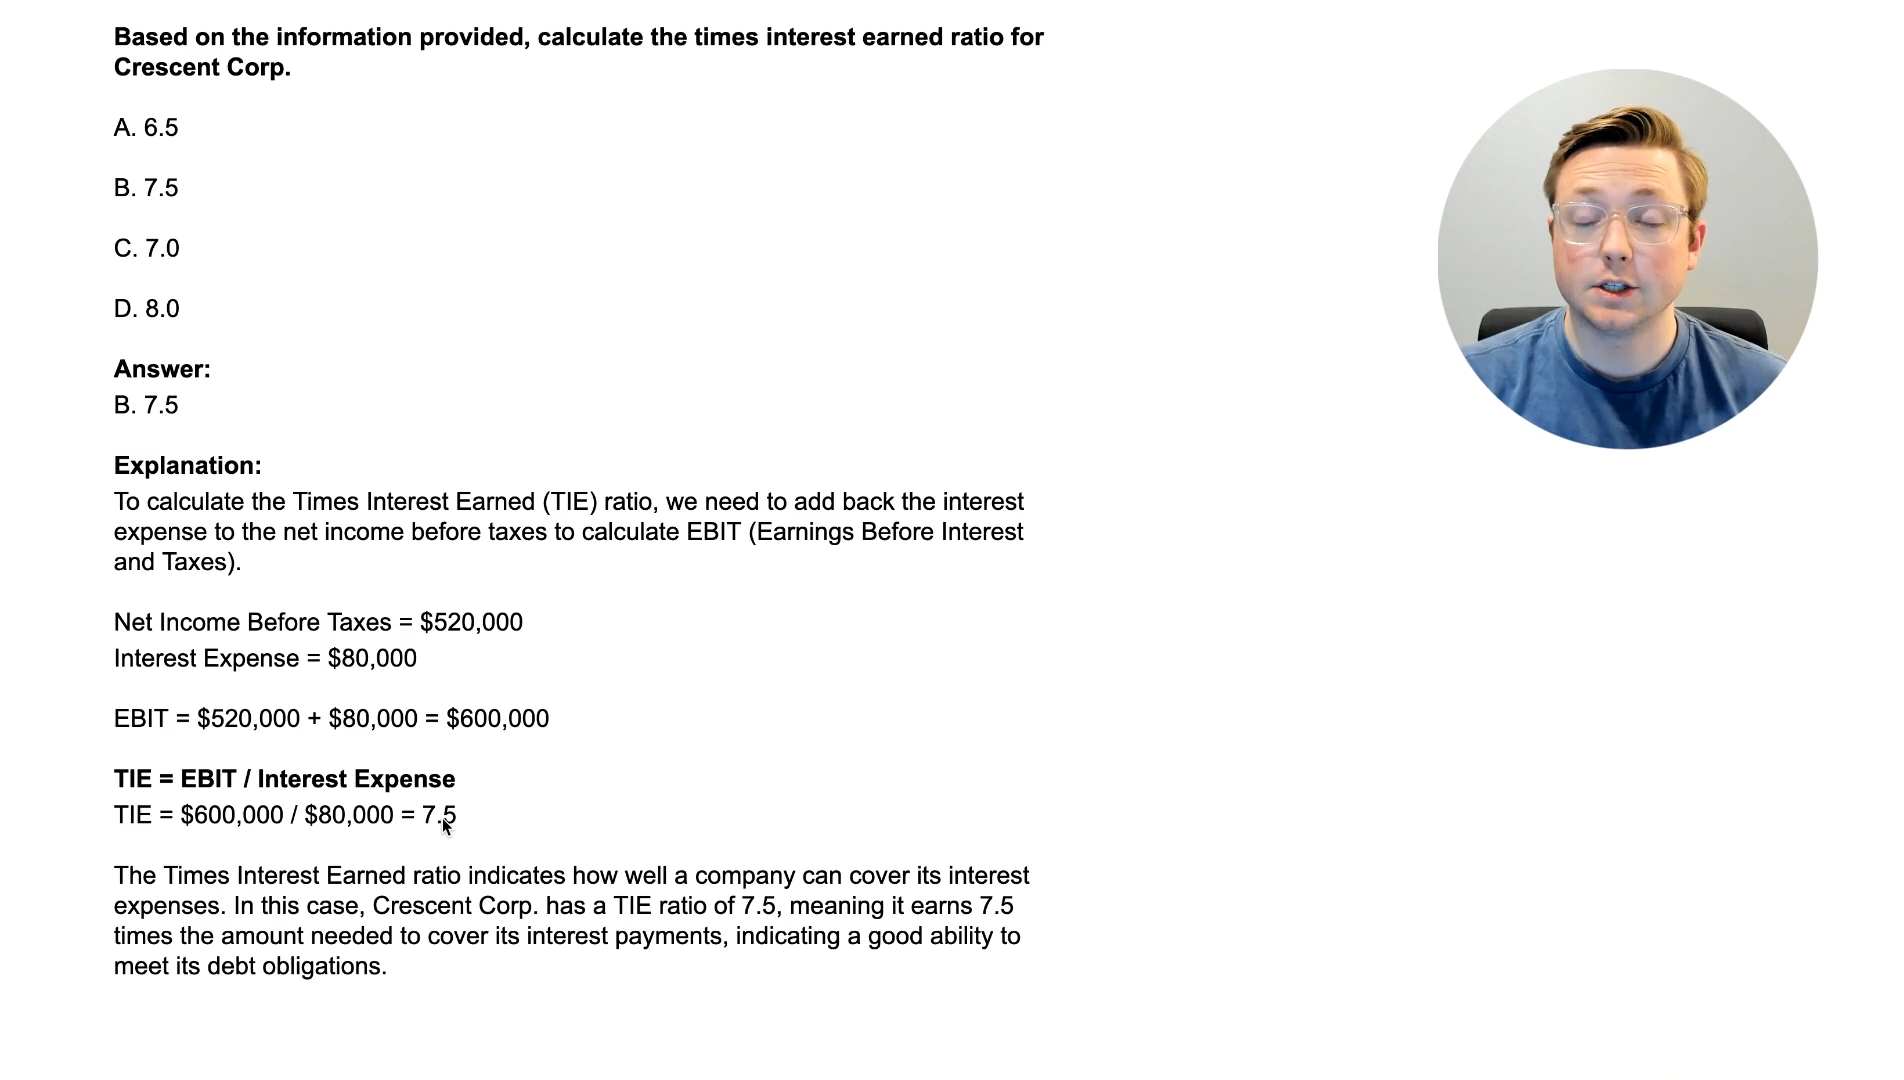 Based on the information provided, calculate the times interest earned ratio for
Crescent Corp.
A. 6.5
B. 7.5
C. 7.0
D. 8.0
Answer:
B. 7.5
Explanation:
To calculate the Times Interest Earned (TIE) ratio, we need to add back the interest
expense to the net income before taxes to calculate EBIT (Earnings Before Interest
and Taxes).
Net Income Before Taxes = $520,000
Interest Expense = $80,000
EBIT = $520,000 + $80,000 = $600,000
TIE = EBIT / Interest Expense
TIE = $600,000 / $80,000 = 7.5
The Times Interest Earned ratio indicates how well a company can cover its interest
expenses. In this case, Crescent Corp. has a TIE ratio of 7.5, meaning it earns 7.5
times the amount needed to cover its interest payments, indicating a good ability to
meet its debt obligations.